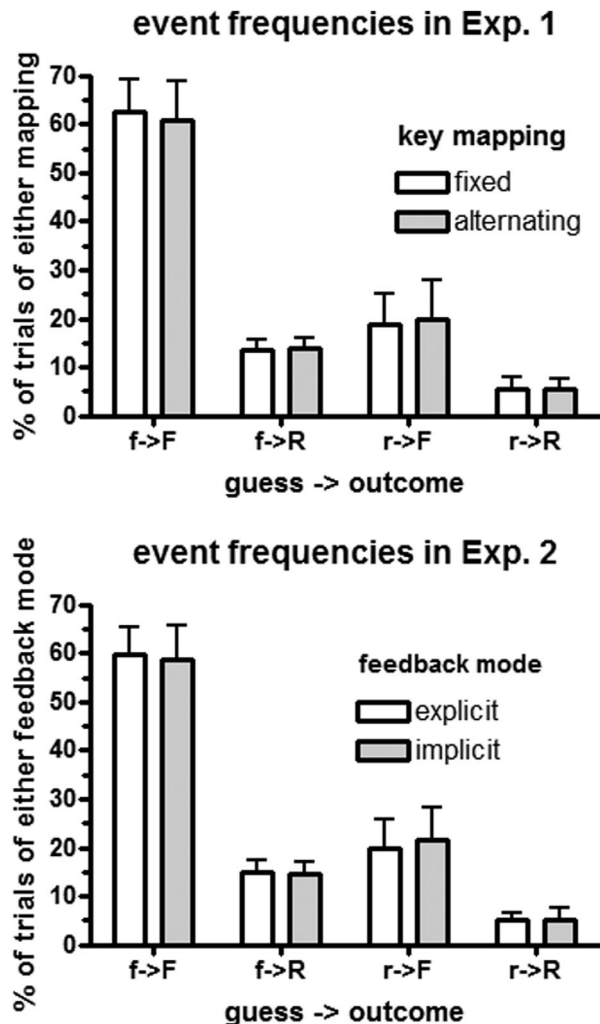 event frequencies in Exp. 1
% of trials of either mapping
70
60
50
40
30
20
10
0
key mapping
fixed
alternating
f->F f->R r->F r->R
guess -> outcome
event frequencies in Exp. 2
% of trials of either feedback mode
70
60
50
40
30
20
10
0
feedback mode
explicit
implicit
f->F f->R r->F r->R
guess -> outcome